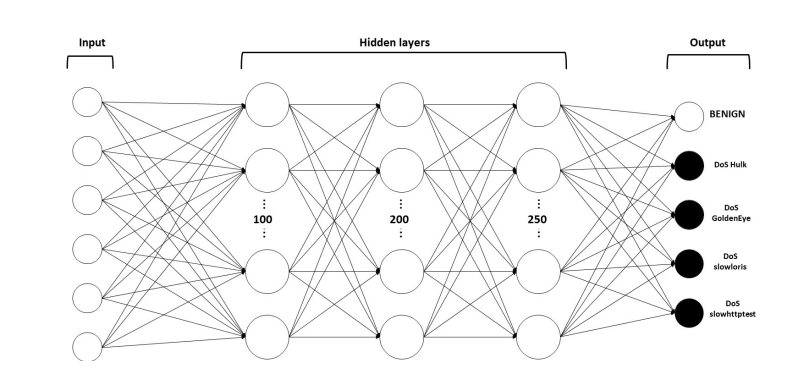 Input
Hidden layers
Output
BENIGN
DoS Hulk
DoS
GoldenEye
DoS
slowloris
DoS
slowhttptest
100
200
250